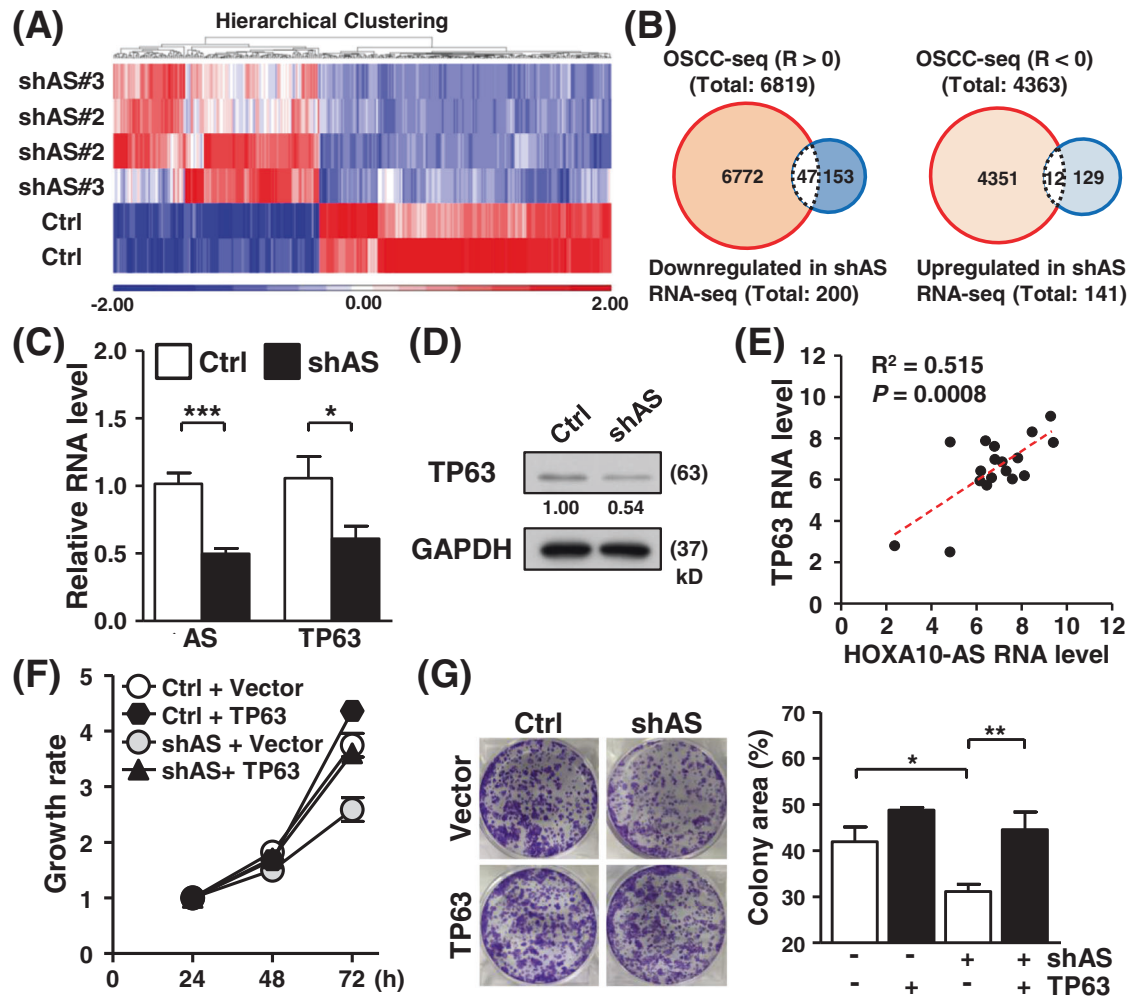 (A)
Hierarchical Clustering
shAS#3
shAS#2
shAS#2
shAS#3
Ctrl
Ctrl
-2.00 0.00 2.00
(B)
OSCC-seq (R > 0)
(Total: 6819)
6772 47 153
Downregulated in shAS
RNA-seq (Total: 200)
OSCC-seq (R < 0)
(Total: 4363)
4351 12 129
Upregulated in shAS
RNA-seq (Total: 141)
(C)
Relative RNA level
2.0
1.5
1.0
0.5
0.0
Ctrl shAS
*** *
AS TP63
(D)
Ctrl shAS
TP63 (63)
1.00 0.54
GAPDH (37)
kD
(E)
TP63 RNA level
12
10
8
6
4
2
0
R² = 0.515
P = 0.0008
0 2 4 6 8 10 12
HOXA10-AS RNA level
(F)
Growth rate
5
4
3
2
1
0
Ctrl + Vector
Ctrl + TP63
shAS + Vector
shAS+ TP63
0 24 48 72 (h)
(G)
Ctrl shAS
Vector
TP63
Colony area (%)
70
60
50
40
30
20
* **
- - + + shAS
- + - + TP63